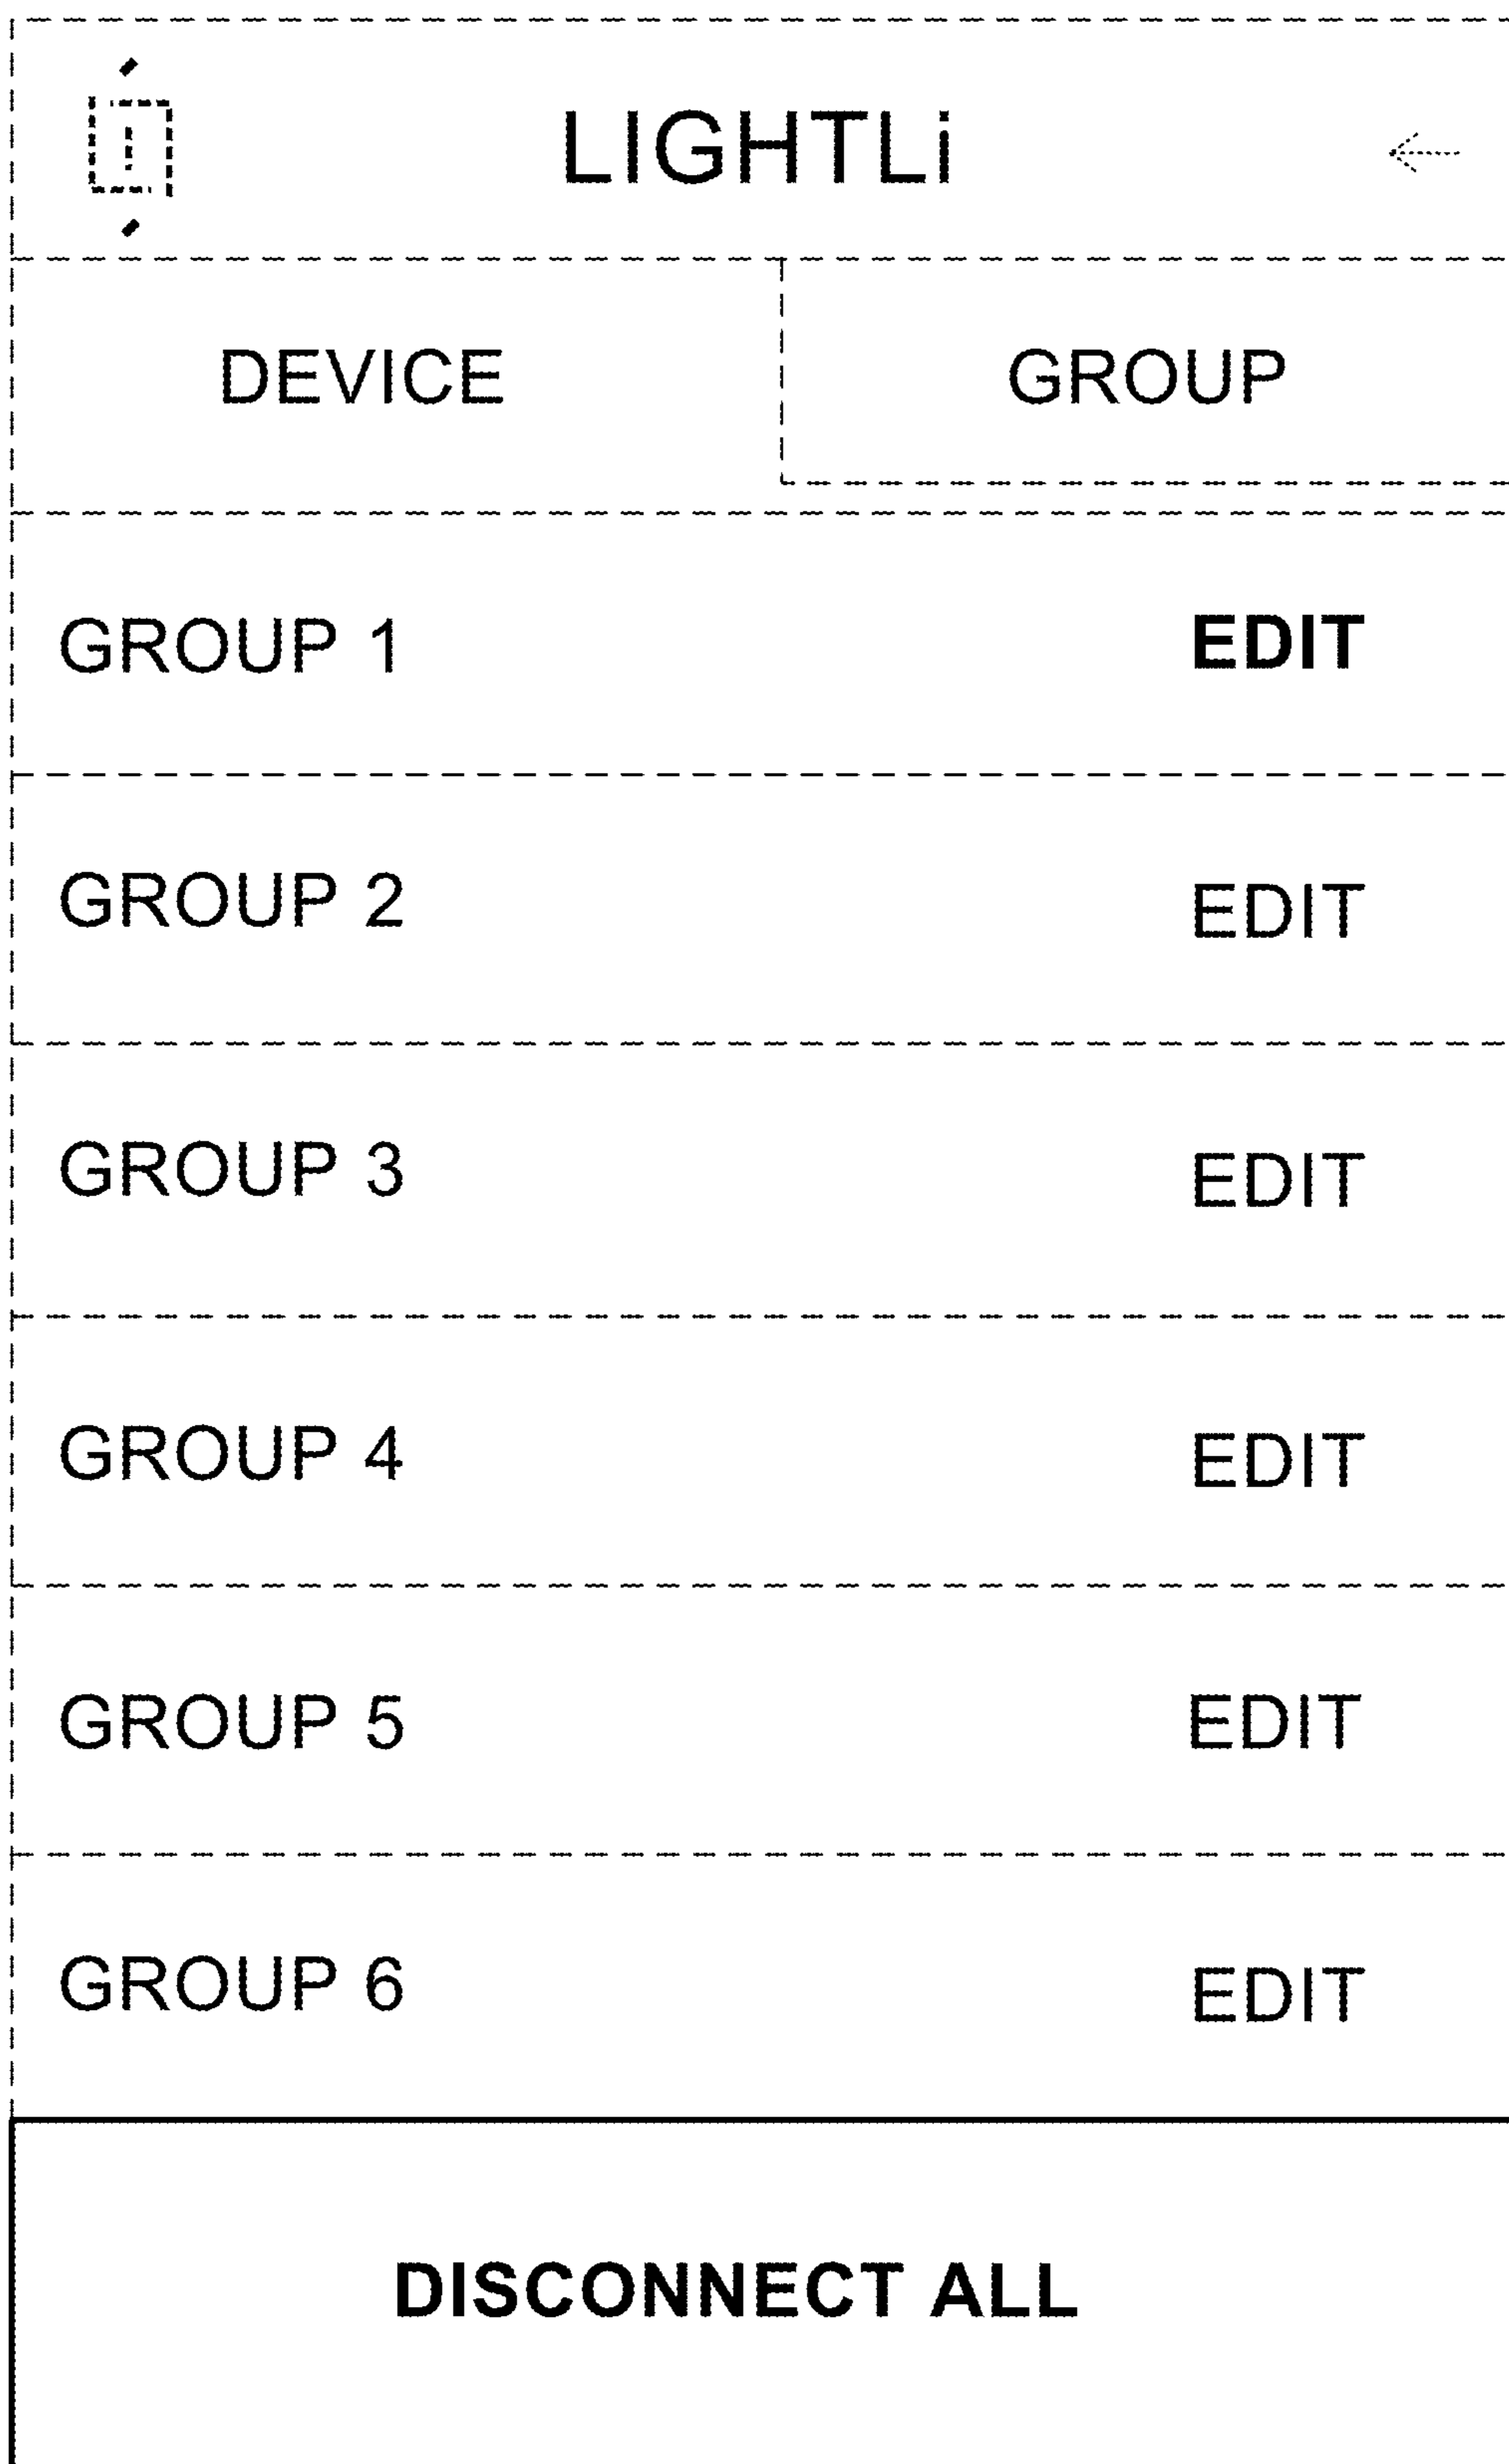 LIGHTLi
DEVICE GROUP
GROUP 1 EDIT
GROUP 2 EDIT
GROUP 3 EDIT
GROUP 4 EDIT
GROUP 5 EDIT
GROUP 6 EDIT
DISCONNECT ALL